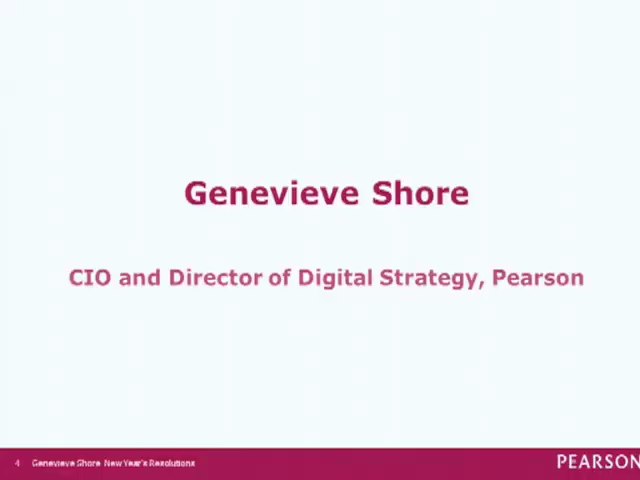 Genevieve Shore
CIO and Director of Digital Strategy, Pearson
4 Genevieve Shore New Year's Resolutions
PEARSON